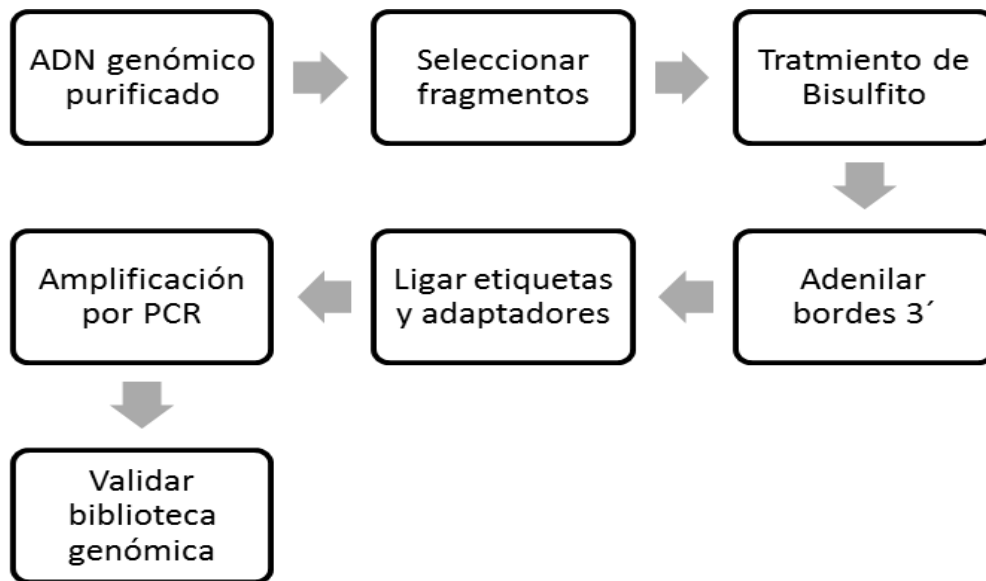 ADN genómico
purificado
Seleccionar
fragmentos
Tratmiento de
Bisulfito
Adenilar
bordes 3´
Ligar etiquetas
y adaptadores
Amplificación
por PCR
Validar
biblioteca
genómica